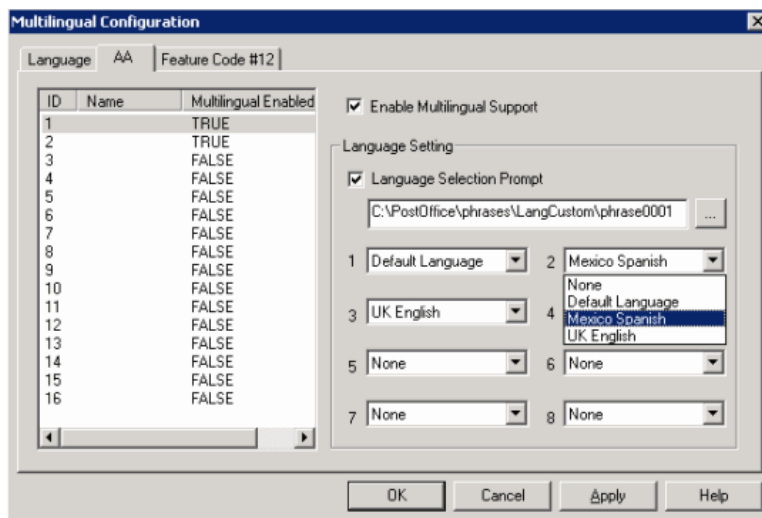 Multilingual Configuration
Language AA Feature Code #12
ID Name Multilingual Enabled
1 TRUE
2 TRUE
3 FALSE
4 FALSE
5 FALSE
6 FALSE
7 FALSE
8 FALSE
9 FALSE
10 FALSE
11 FALSE
12 FALSE
13 FALSE
14 FALSE
15 FALSE
16 FALSE
Enable Multilingual Support
Language Setting
Language Selection Prompt
C:\PostOffice\phrases\LangCustom\phrase0001 ...
1 Default Language 2 Mexico Spanish
None
Default Language
Mexico Spanish
UK English
3 UK English 4
5 None 6 None
7 None 8 None
OK Cancel Apply Help